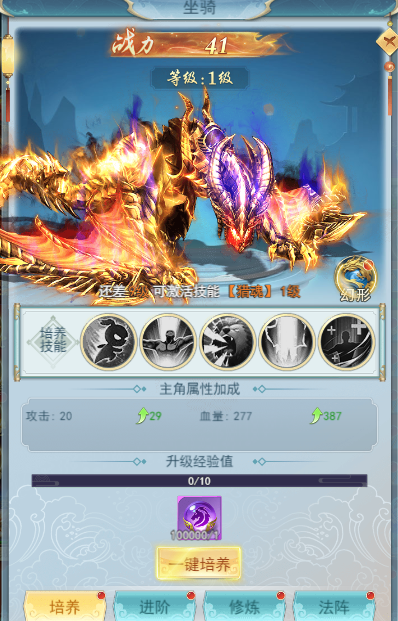 坐骑
战力 41
等级:1级
还差 可激活技能【猎魂】1级
幻形
培养
技能
主角属性加成
攻击: 20 29 血量: 277 387
升级经验值
0/10
100000/1
一键培养
培养 进阶 修炼 法阵